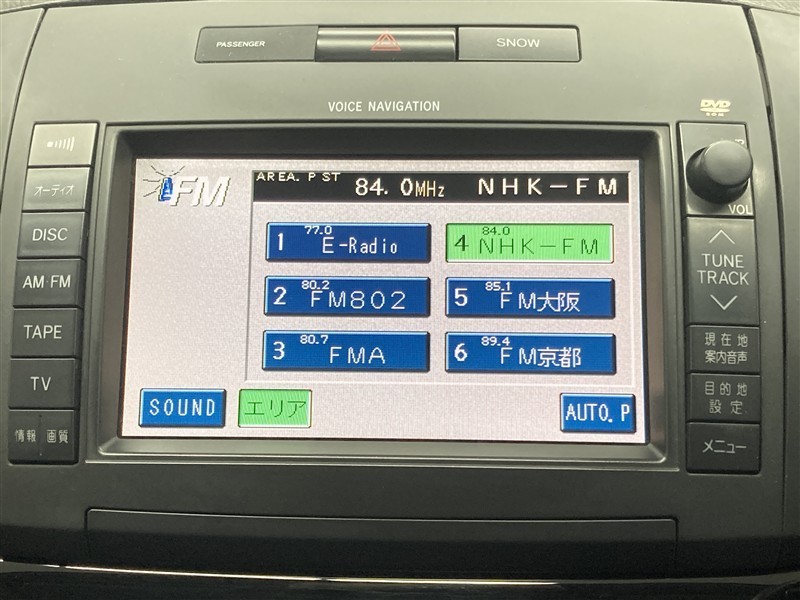 PASSENGER
SNOW
VOICE NAVIGATION
DVD
ROM
オーディオ
DISC
AM・FM
TAPE
TV
情報 画質
FM
AREA. P ST 84.0MHz NHK-FM
1 77.0 E-Radio
4 84.0 NHK-FM
2 80.2 FM802
5 85.1 FM大阪
3 80.7 FMA
6 89.4 FM京都
SOUND
エリア
AUTO.P
VOL
TUNE
TRACK
現在地
案内音声
目的地
設定
メニュー